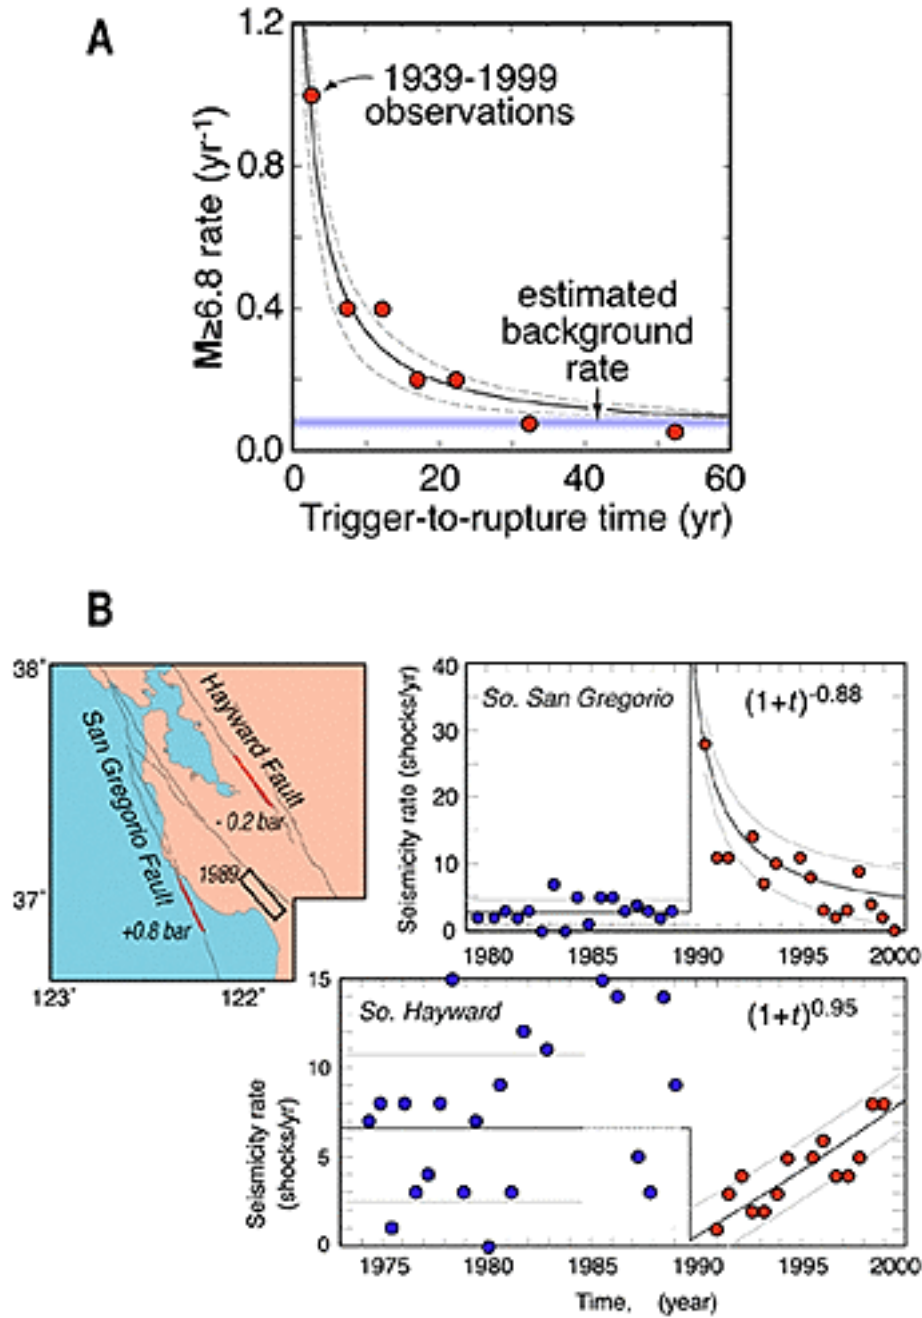 A
1.2
0.8
0.4
0.0
M≥6.8 rate (yr-1)
1939-1999
observations
estimated
background
rate
0
20
40
60
Trigger-to-rupture time (yr)
B
38°
37°
123°
122°
Hayward Fault
San Gregorio Fault
- 0.2 bar
1989
+0.8 bar
40
30
20
10
0
Seismicity rate (shocks/yr)
So. San Gregorio
(1+t)-0.88
1980
1985
1990
1995
2000
15
10
5
0
Seismicity rate
(shocks/yr)
So. Hayward
(1+t)0.95
1975
1980
1985
1990
1995
2000
Time, (year)